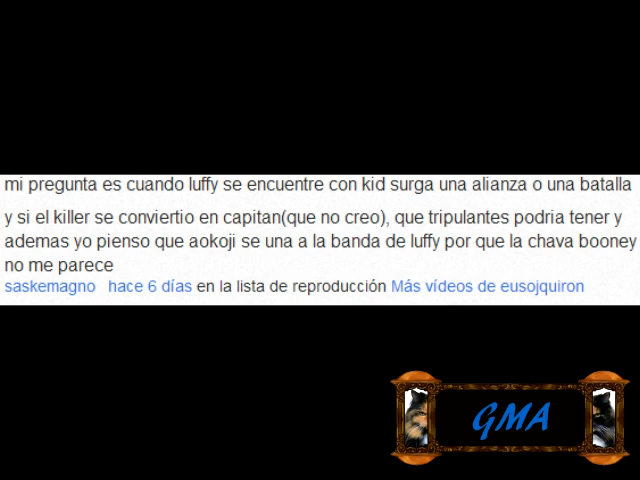 mi pregunta es cuando luffy se encuentre con kid surga una alianza o una batalla
y si el killer se conviertio en capitan(que no creo), que tripulantes podria tener y
ademas yo pienso que aokoji se una a la banda de luffy por que la chava booney
no me parece
saskemagno hace 6 días en la lista de reproducción Más vídeos de eusojquiron
GMA